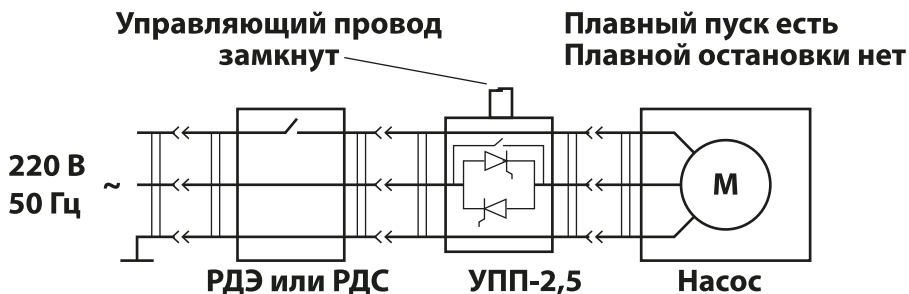 Управляющий провод
замкнут
Плавный пуск есть
Плавной остановки нет
220 В
50 Гц
~
М
РДЭ или РДС
УПП-2,5
Насос